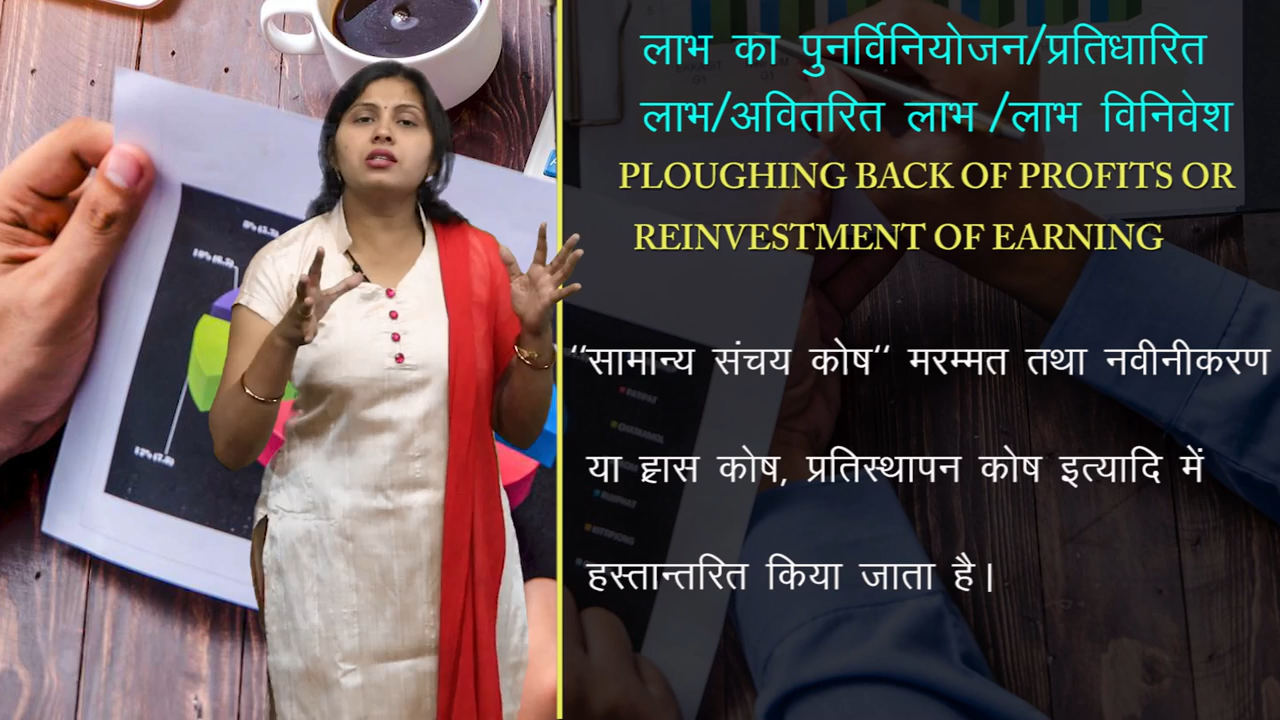 लाभ का पुनर्विनियोजन/प्रतिधारित
लाभ/अवितरित लाभ /लाभ विनिवेश
PLOUGHING BACK OF PROFITS OR
REINVESTMENT OF EARNING
‘‘सामान्य संचय कोष‘‘ मरम्मत तथा नवीनीकरण
या ह्रास कोष, प्रतिस्थापन कोष इत्यादि में
हस्तान्तरित किया जाता है।